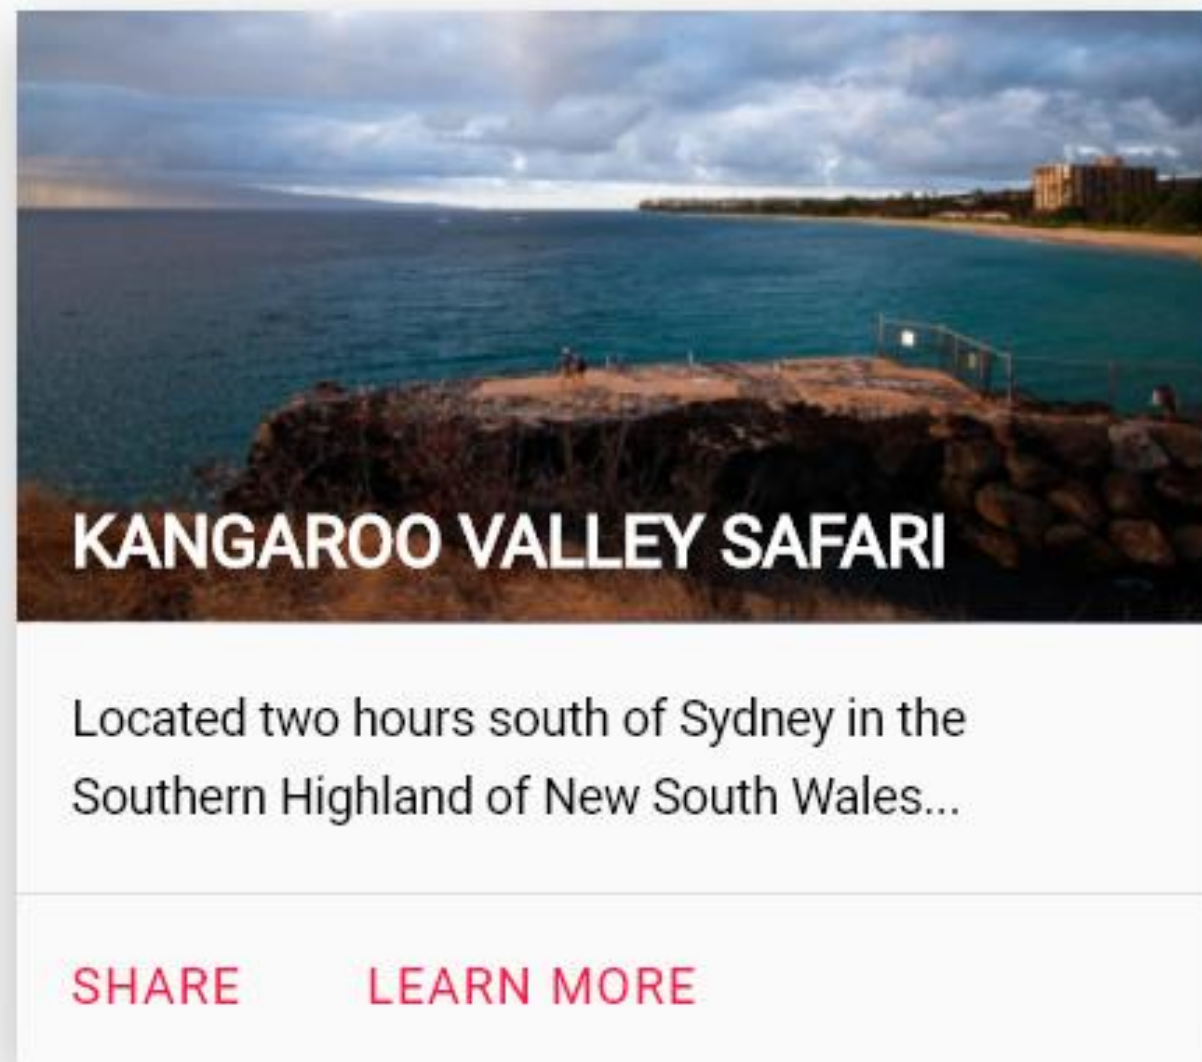 KANGAROO VALLEY SAFARI
Located two hours south of Sydney in the
Southern Highland of New South Wales...
SHARE LEARN MORE